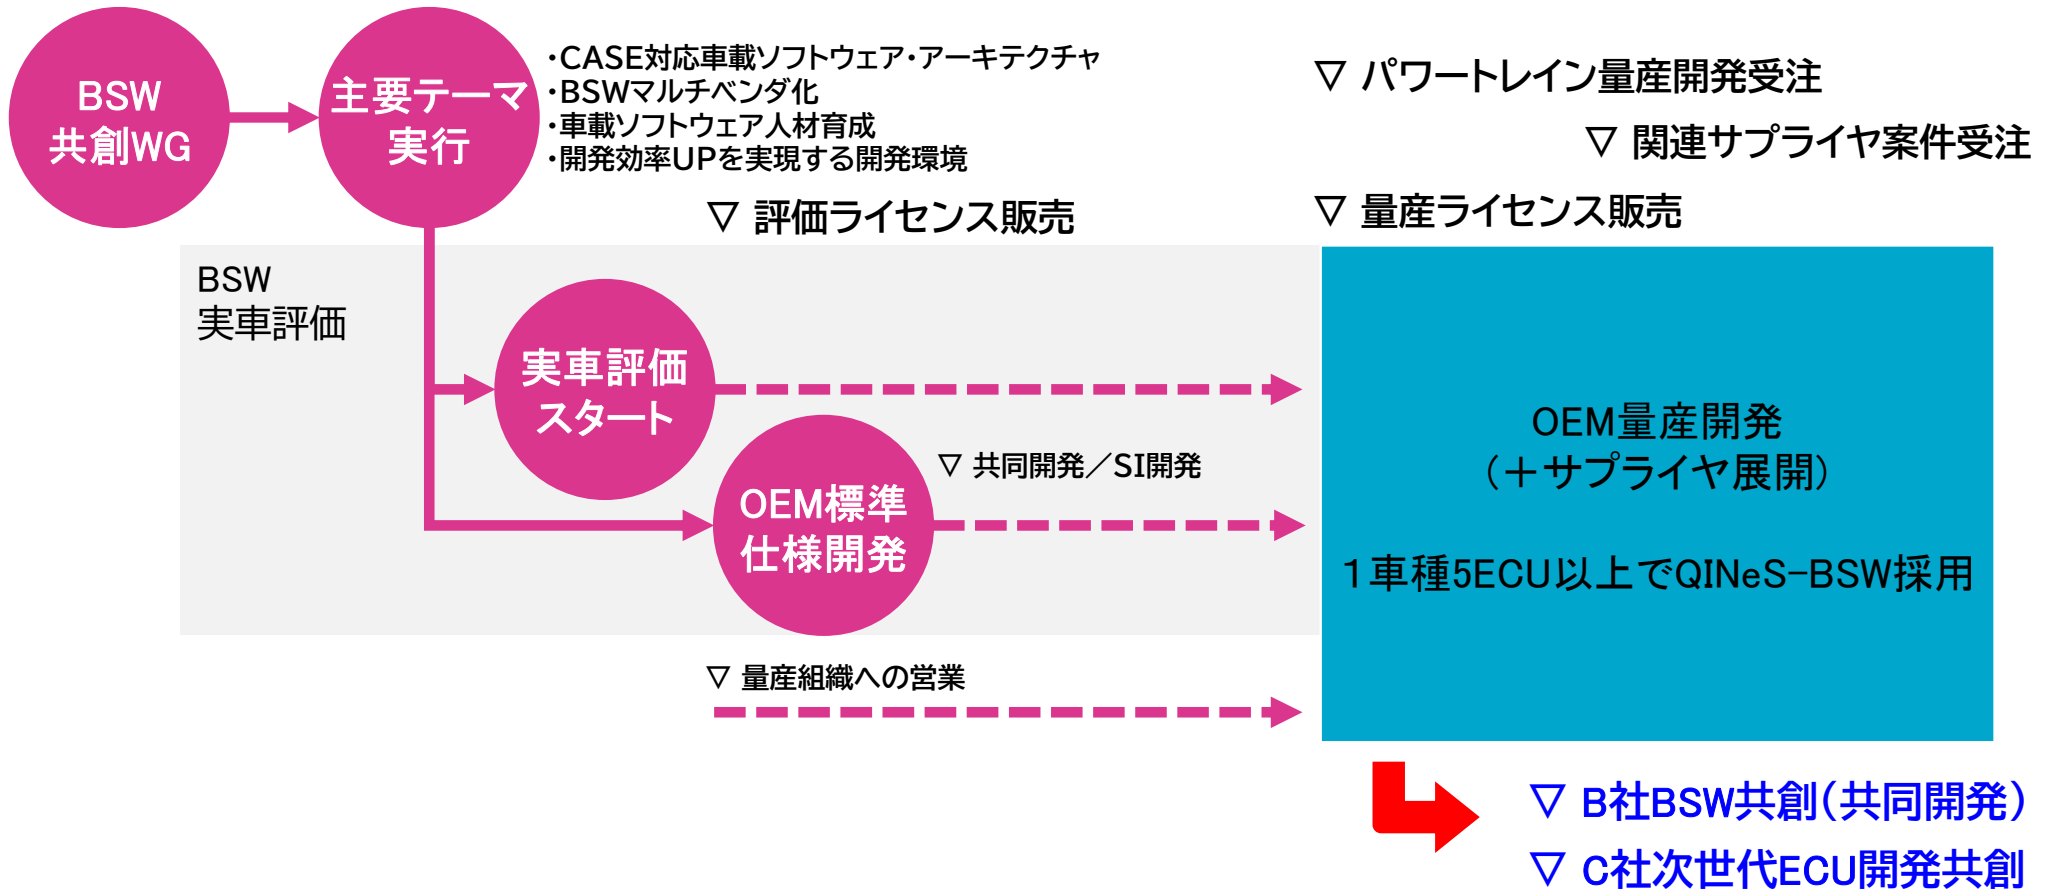 BSW
共創WG
主要テーマ
実行
・CASE対応車載ソフトウェア・アーキテクチャ
・BSWマルチベンダ化
・車載ソフトウェア人材育成
・開発効率UPを実現する開発環境
▽ パワートレイン量産開発受注
▽ 関連サプライヤ案件受注
▽ 評価ライセンス販売
▽ 量産ライセンス販売
BSW
実車評価
実車評価
スタート
OEM標準
仕様開発
▽ 共同開発／SI開発
OEM量産開発
（＋サプライヤ展開）
１車種5ECU以上でQINeS-BSW採用
▽ 量産組織への営業
▽ B社BSW共創（共同開発）
▽ C社次世代ECU開発共創